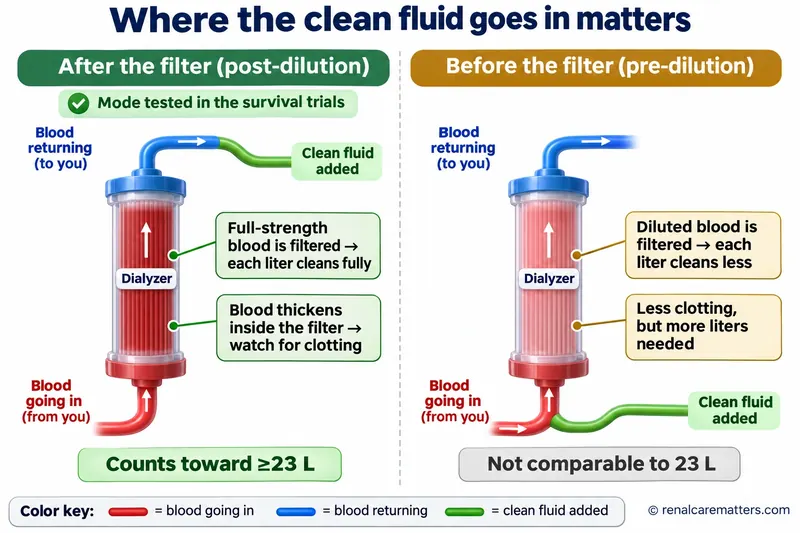 Where the clean fluid goes in matters
After the filter (post-dilution)
Mode tested in the survival trials
Blood
returning
(to you)
Clean fluid
added
Full-strength
blood is filtered →
each liter cleans fully
Dialyzer
Blood thickens
inside the filter →
watch for clotting
Blood
going in
(from you)
Counts toward ≥23 L
Before the filter (pre-dilution)
Blood
returning
(to you)
Diluted blood is
filtered → each
liter cleans less
Dialyzer
Less clotting,
but more liters
needed
Blood
going in
(from you)
Clean fluid
added
Not comparable to 23 L
Color key: = blood going in = blood returning = clean fluid added © renalcarematters.com